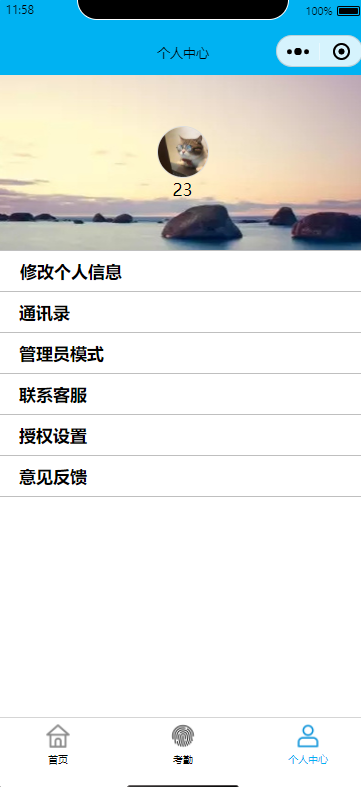 11:58
100%
个人中心
23
修改个人信息
通讯录
管理员模式
联系客服
授权设置
意见反馈
首页
考勤
个人中心